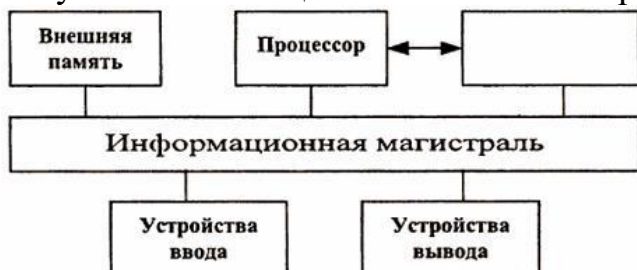 Внешняя
память
Процессор
Информационная магистраль
Устройства
ввода
Устройства
вывода